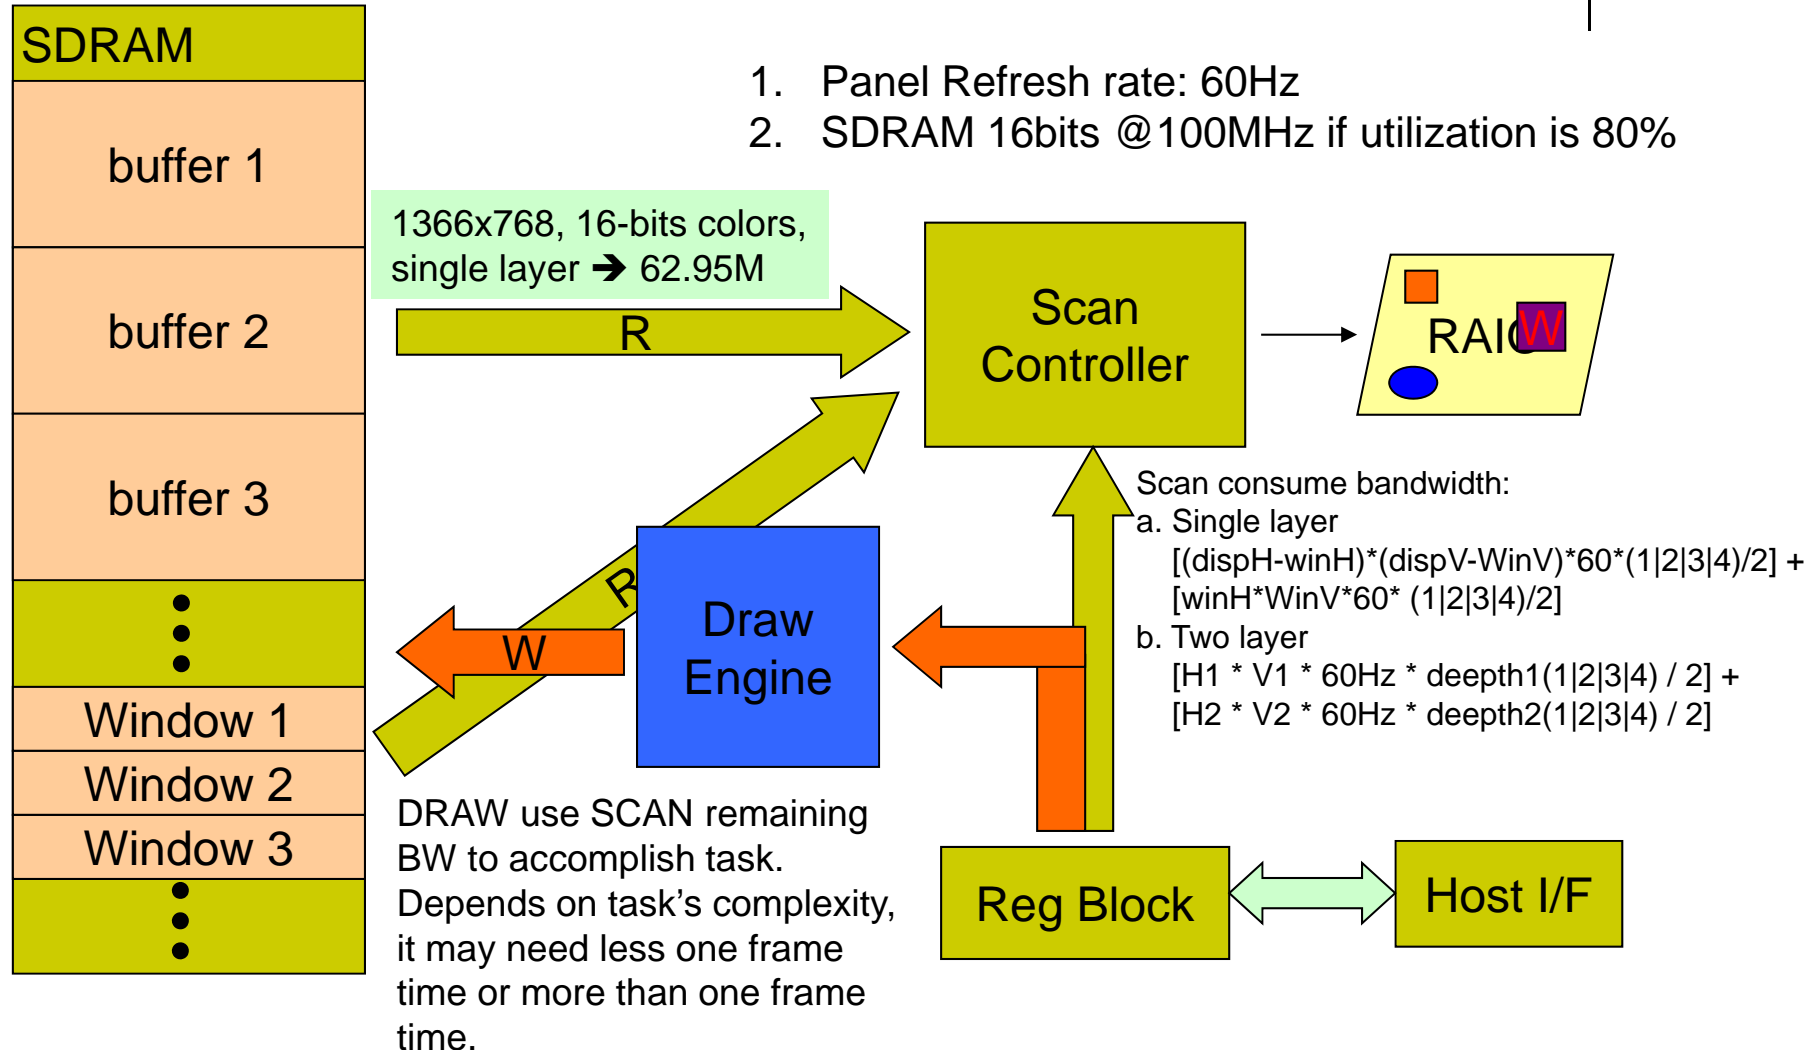 SDRAM
buffer 1
buffer 2
buffer 3
Window 1
Window 2
Window 3
1. Panel Refresh rate: 60Hz
2. SDRAM 16bits @100MHz if utilization is 80%
1366x768, 16-bits colors,
single layer ➔ 62.95M
R
Scan
Controller
RAIO
W
R
W
Draw
Engine
Scan consume bandwidth:
a. Single layer
[(dispH-winH)*(dispV-WinV)*60*(1|2|3|4)/2] +
[winH*WinV*60* (1|2|3|4)/2]
b. Two layer
[H1 * V1 * 60Hz * deepth1(1|2|3|4) / 2] +
[H2 * V2 * 60Hz * deepth2(1|2|3|4) / 2]
DRAW use SCAN remaining
BW to accomplish task.
Depends on task's complexity,
it may need less one frame
time or more than one frame
time.
Reg Block
Host I/F